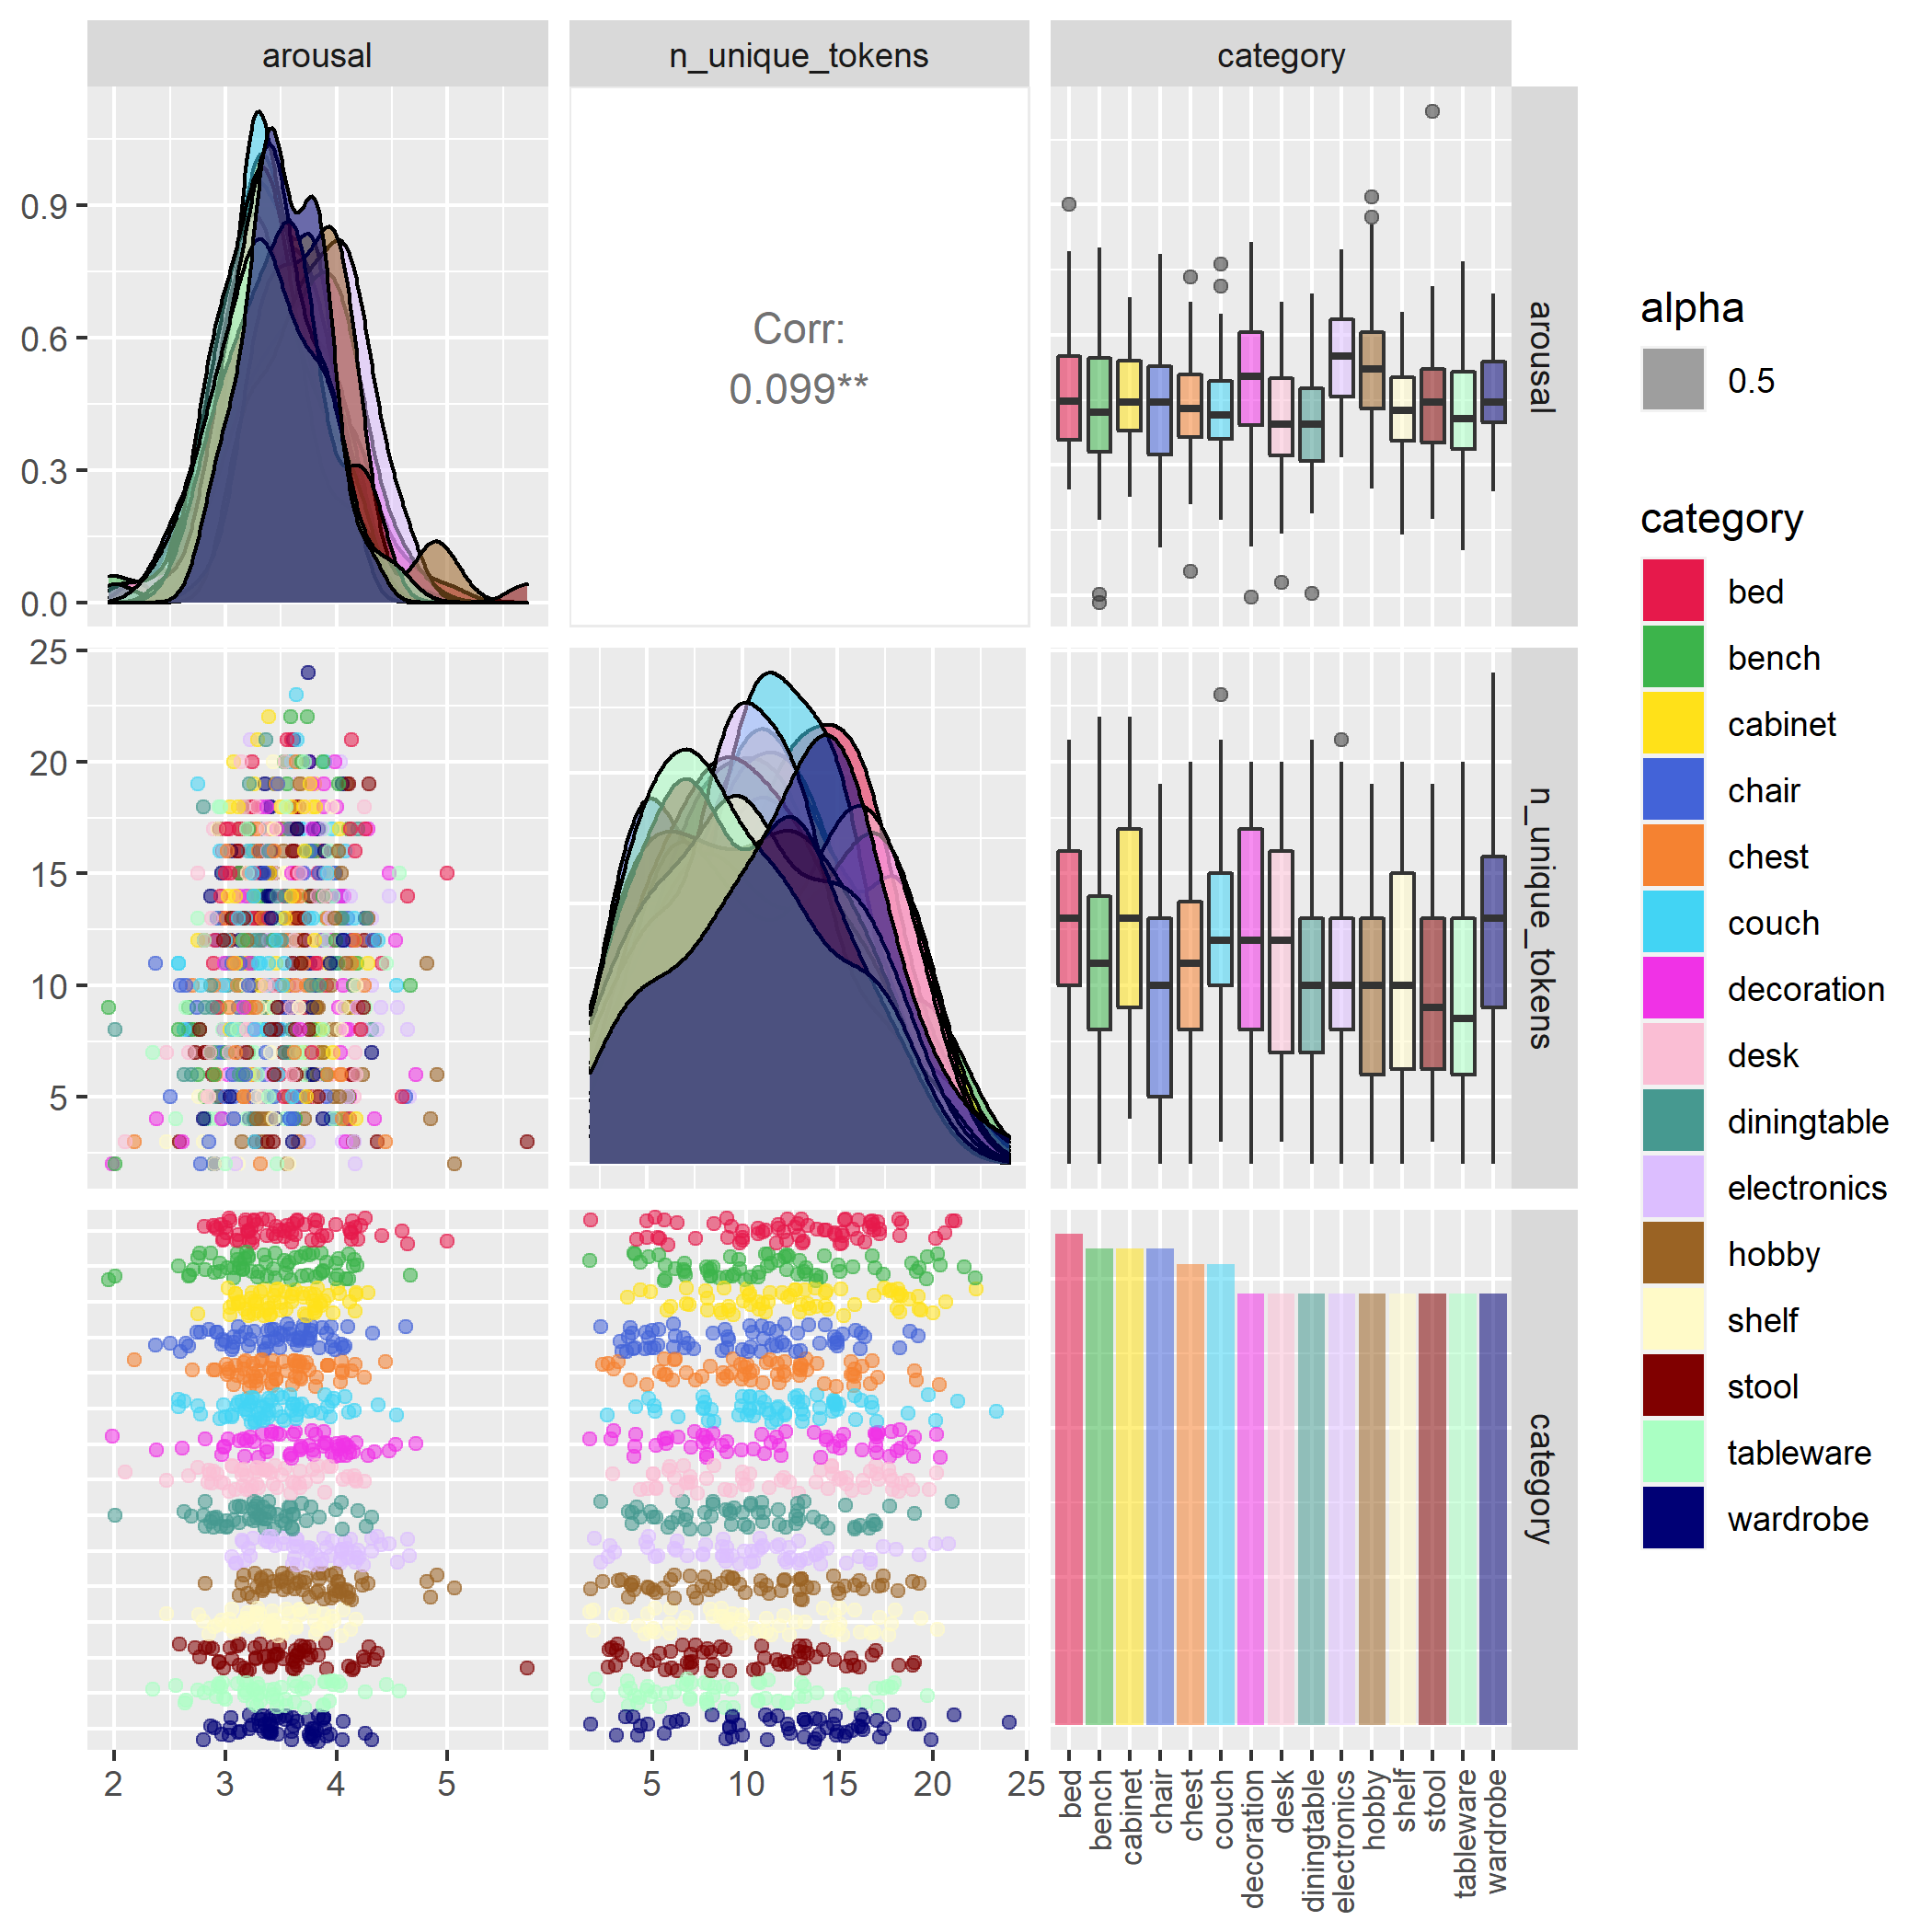 arousal
n_unique_tokens
category
0.9
0.6
0.3
0.0
Corr:
0.099**
arousal
25
20
15
10
5
n_unique_tokens
category
2
3
4
5
5
10
15
20
25
bed
bench
cabinet
chair
chest
couch
decoration
desk
diningtable
electronics
hobby
shelf
stool
tableware
wardrobe
alpha
0.5
category
bed
bench
cabinet
chair
chest
couch
decoration
desk
diningtable
electronics
hobby
shelf
stool
tableware
wardrobe